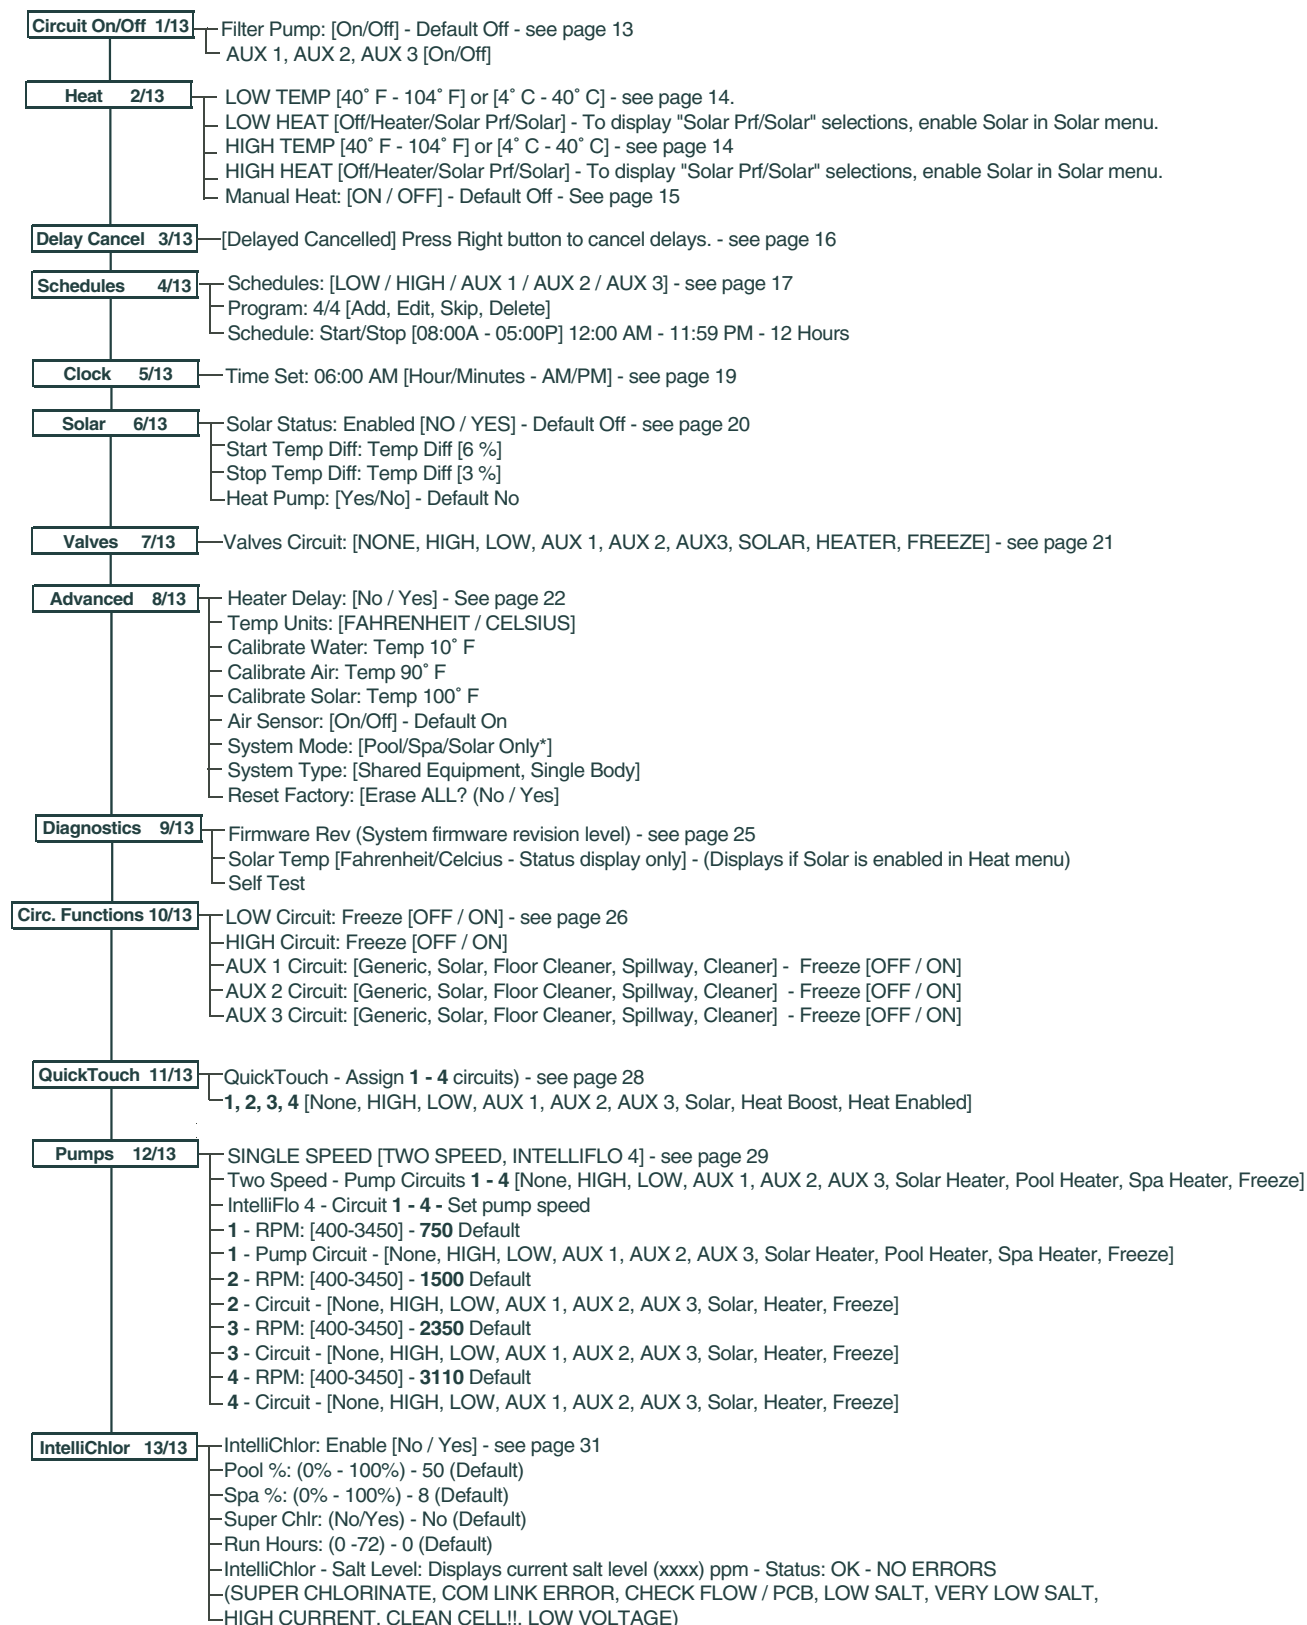 Circuit On/Off 1/13
Filter Pump: [On/Off] - Default Off - see page 13
AUX 1, AUX 2, AUX 3 [On/Off]
Heat 2/13
LOW TEMP [40˚ F - 104˚ F] or [4˚ C - 40˚ C] - see page 14.
LOW HEAT [Off/Heater/Solar Prf/Solar] - To display "Solar Prf/Solar" selections, enable Solar in Solar menu.
HIGH TEMP [40˚ F - 104˚ F] or [4˚ C - 40˚ C] - see page 14
HIGH HEAT [Off/Heater/Solar Prf/Solar] - To display "Solar Prf/Solar" selections, enable Solar in Solar menu.
Manual Heat: [ON / OFF] - Default Off - See page 15
Delay Cancel 3/13
[Delayed Cancelled] Press Right button to cancel delays. - see page 16
Schedules 4/13
Schedules: [LOW / HIGH / AUX 1 / AUX 2 / AUX 3] - see page 17
Program: 4/4 [Add, Edit, Skip, Delete]
Schedule: Start/Stop [08:00A - 05:00P] 12:00 AM - 11:59 PM - 12 Hours
Clock 5/13
Time Set: 06:00 AM [Hour/Minutes - AM/PM] - see page 19
Solar 6/13
Solar Status: Enabled [NO / YES] - Default Off - see page 20
Start Temp Diff: Temp Diff [6 %]
Stop Temp Diff: Temp Diff [3 %]
Heat Pump: [Yes/No] - Default No
Valves 7/13
Valves Circuit: [NONE, HIGH, LOW, AUX 1, AUX 2, AUX3, SOLAR, HEATER, FREEZE] - see page 21
Advanced 8/13
Heater Delay: [No / Yes] - See page 22
Temp Units: [FAHRENHEIT / CELSIUS]
Calibrate Water: Temp 10˚ F
Calibrate Air: Temp 90˚ F
Calibrate Solar: Temp 100˚ F
Air Sensor: [On/Off] - Default On
System Mode: [Pool/Spa/Solar Only*]
System Type: [Shared Equipment, Single Body]
Reset Factory: [Erase ALL? (No / Yes]
Diagnostics 9/13
Firmware Rev (System firmware revision level) - see page 25
Solar Temp [Fahrenheit/Celcius - Status display only] - (Displays if Solar is enabled in Heat menu)
Self Test
Circ. Functions 10/13
LOW Circuit: Freeze [OFF / ON] - see page 26
HIGH Circuit: Freeze [OFF / ON]
AUX 1 Circuit: [Generic, Solar, Floor Cleaner, Spillway, Cleaner] - Freeze [OFF / ON]
AUX 2 Circuit: [Generic, Solar, Floor Cleaner, Spillway, Cleaner] - Freeze [OFF / ON]
AUX 3 Circuit: [Generic, Solar, Floor Cleaner, Spillway, Cleaner] - Freeze [OFF / ON]
QuickTouch 11/13
QuickTouch - Assign 1 - 4 circuits) - see page 28
1, 2, 3, 4 [None, HIGH, LOW, AUX 1, AUX 2, AUX 3, Solar, Heat Boost, Heat Enabled]
Pumps 12/13
SINGLE SPEED [TWO SPEED, INTELLIFLO 4] - see page 29
Two Speed - Pump Circuits 1 - 4 [None, HIGH, LOW, AUX 1, AUX 2, AUX 3, Solar Heater, Pool Heater, Spa Heater, Freeze]
IntelliFlo 4 - Circuit 1 - 4 - Set pump speed
1 - RPM: [400-3450] - 750 Default
1 - Pump Circuit - [None, HIGH, LOW, AUX 1, AUX 2, AUX 3, Solar Heater, Pool Heater, Spa Heater, Freeze]
2 - RPM: [400-3450] - 1500 Default
2 - Circuit - [None, HIGH, LOW, AUX 1, AUX 2, AUX 3, Solar, Heater, Freeze]
3 - RPM: [400-3450] - 2350 Default
3 - Circuit - [None, HIGH, LOW, AUX 1, AUX 2, AUX 3, Solar, Heater, Freeze]
4 - RPM: [400-3450] - 3110 Default
4 - Circuit - [None, HIGH, LOW, AUX 1, AUX 2, AUX 3, Solar, Heater, Freeze]
IntelliChlor 13/13
IntelliChlor: Enable [No / Yes] - see page 31
Pool %: (0% - 100%) - 50 (Default)
Spa %: (0% - 100%) - 8 (Default)
Super Chlr: (No/Yes) - No (Default)
Run Hours: (0 -72) - 0 (Default)
IntelliChlor - Salt Level: Displays current salt level (xxxx) ppm - Status: OK - NO ERRORS
(SUPER CHLORINATE, COM LINK ERROR, CHECK FLOW / PCB, LOW SALT, VERY LOW SALT,
HIGH CURRENT, CLEAN CELL!!, LOW VOLTAGE)